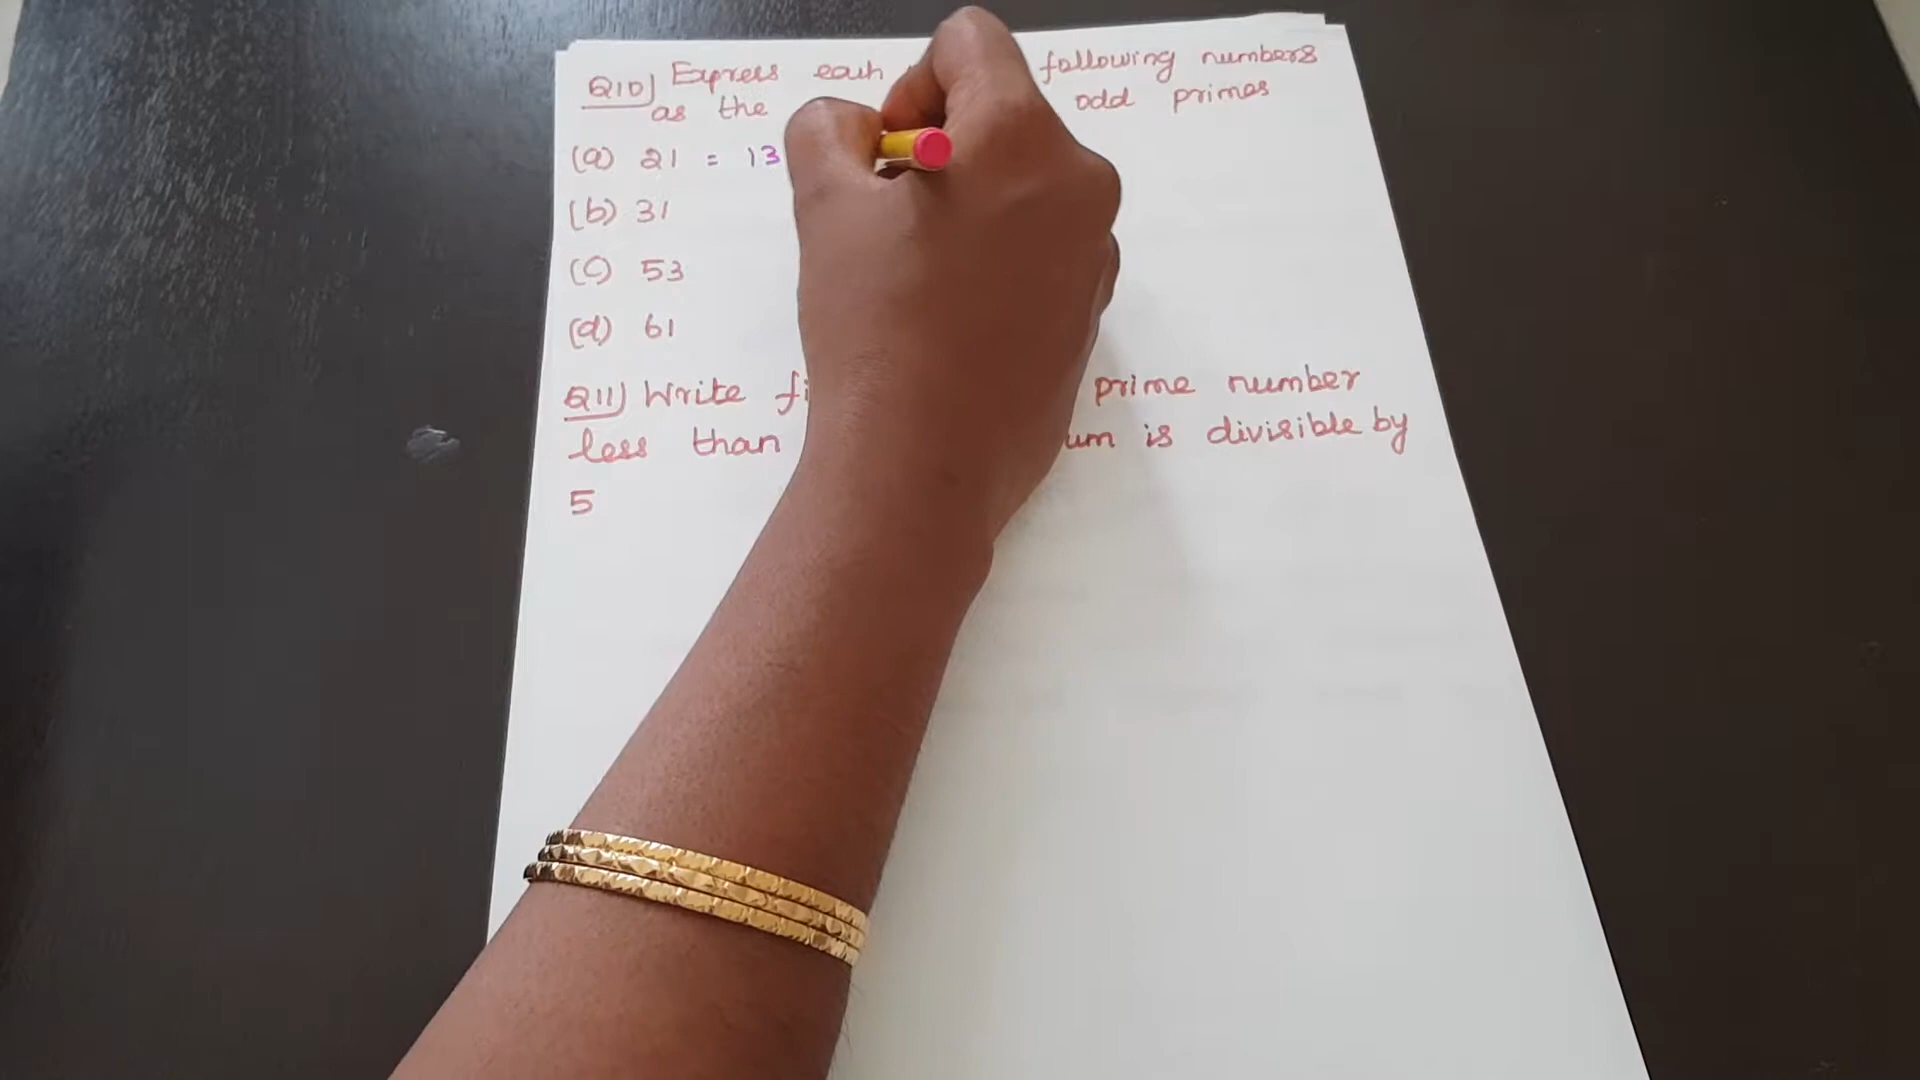 Q10) Express each following numbers
as the odd primes
(a) 21 = 13
(b) 31
(c) 53
(d) 61
Q11) Write prime number
less than is divisible by
5